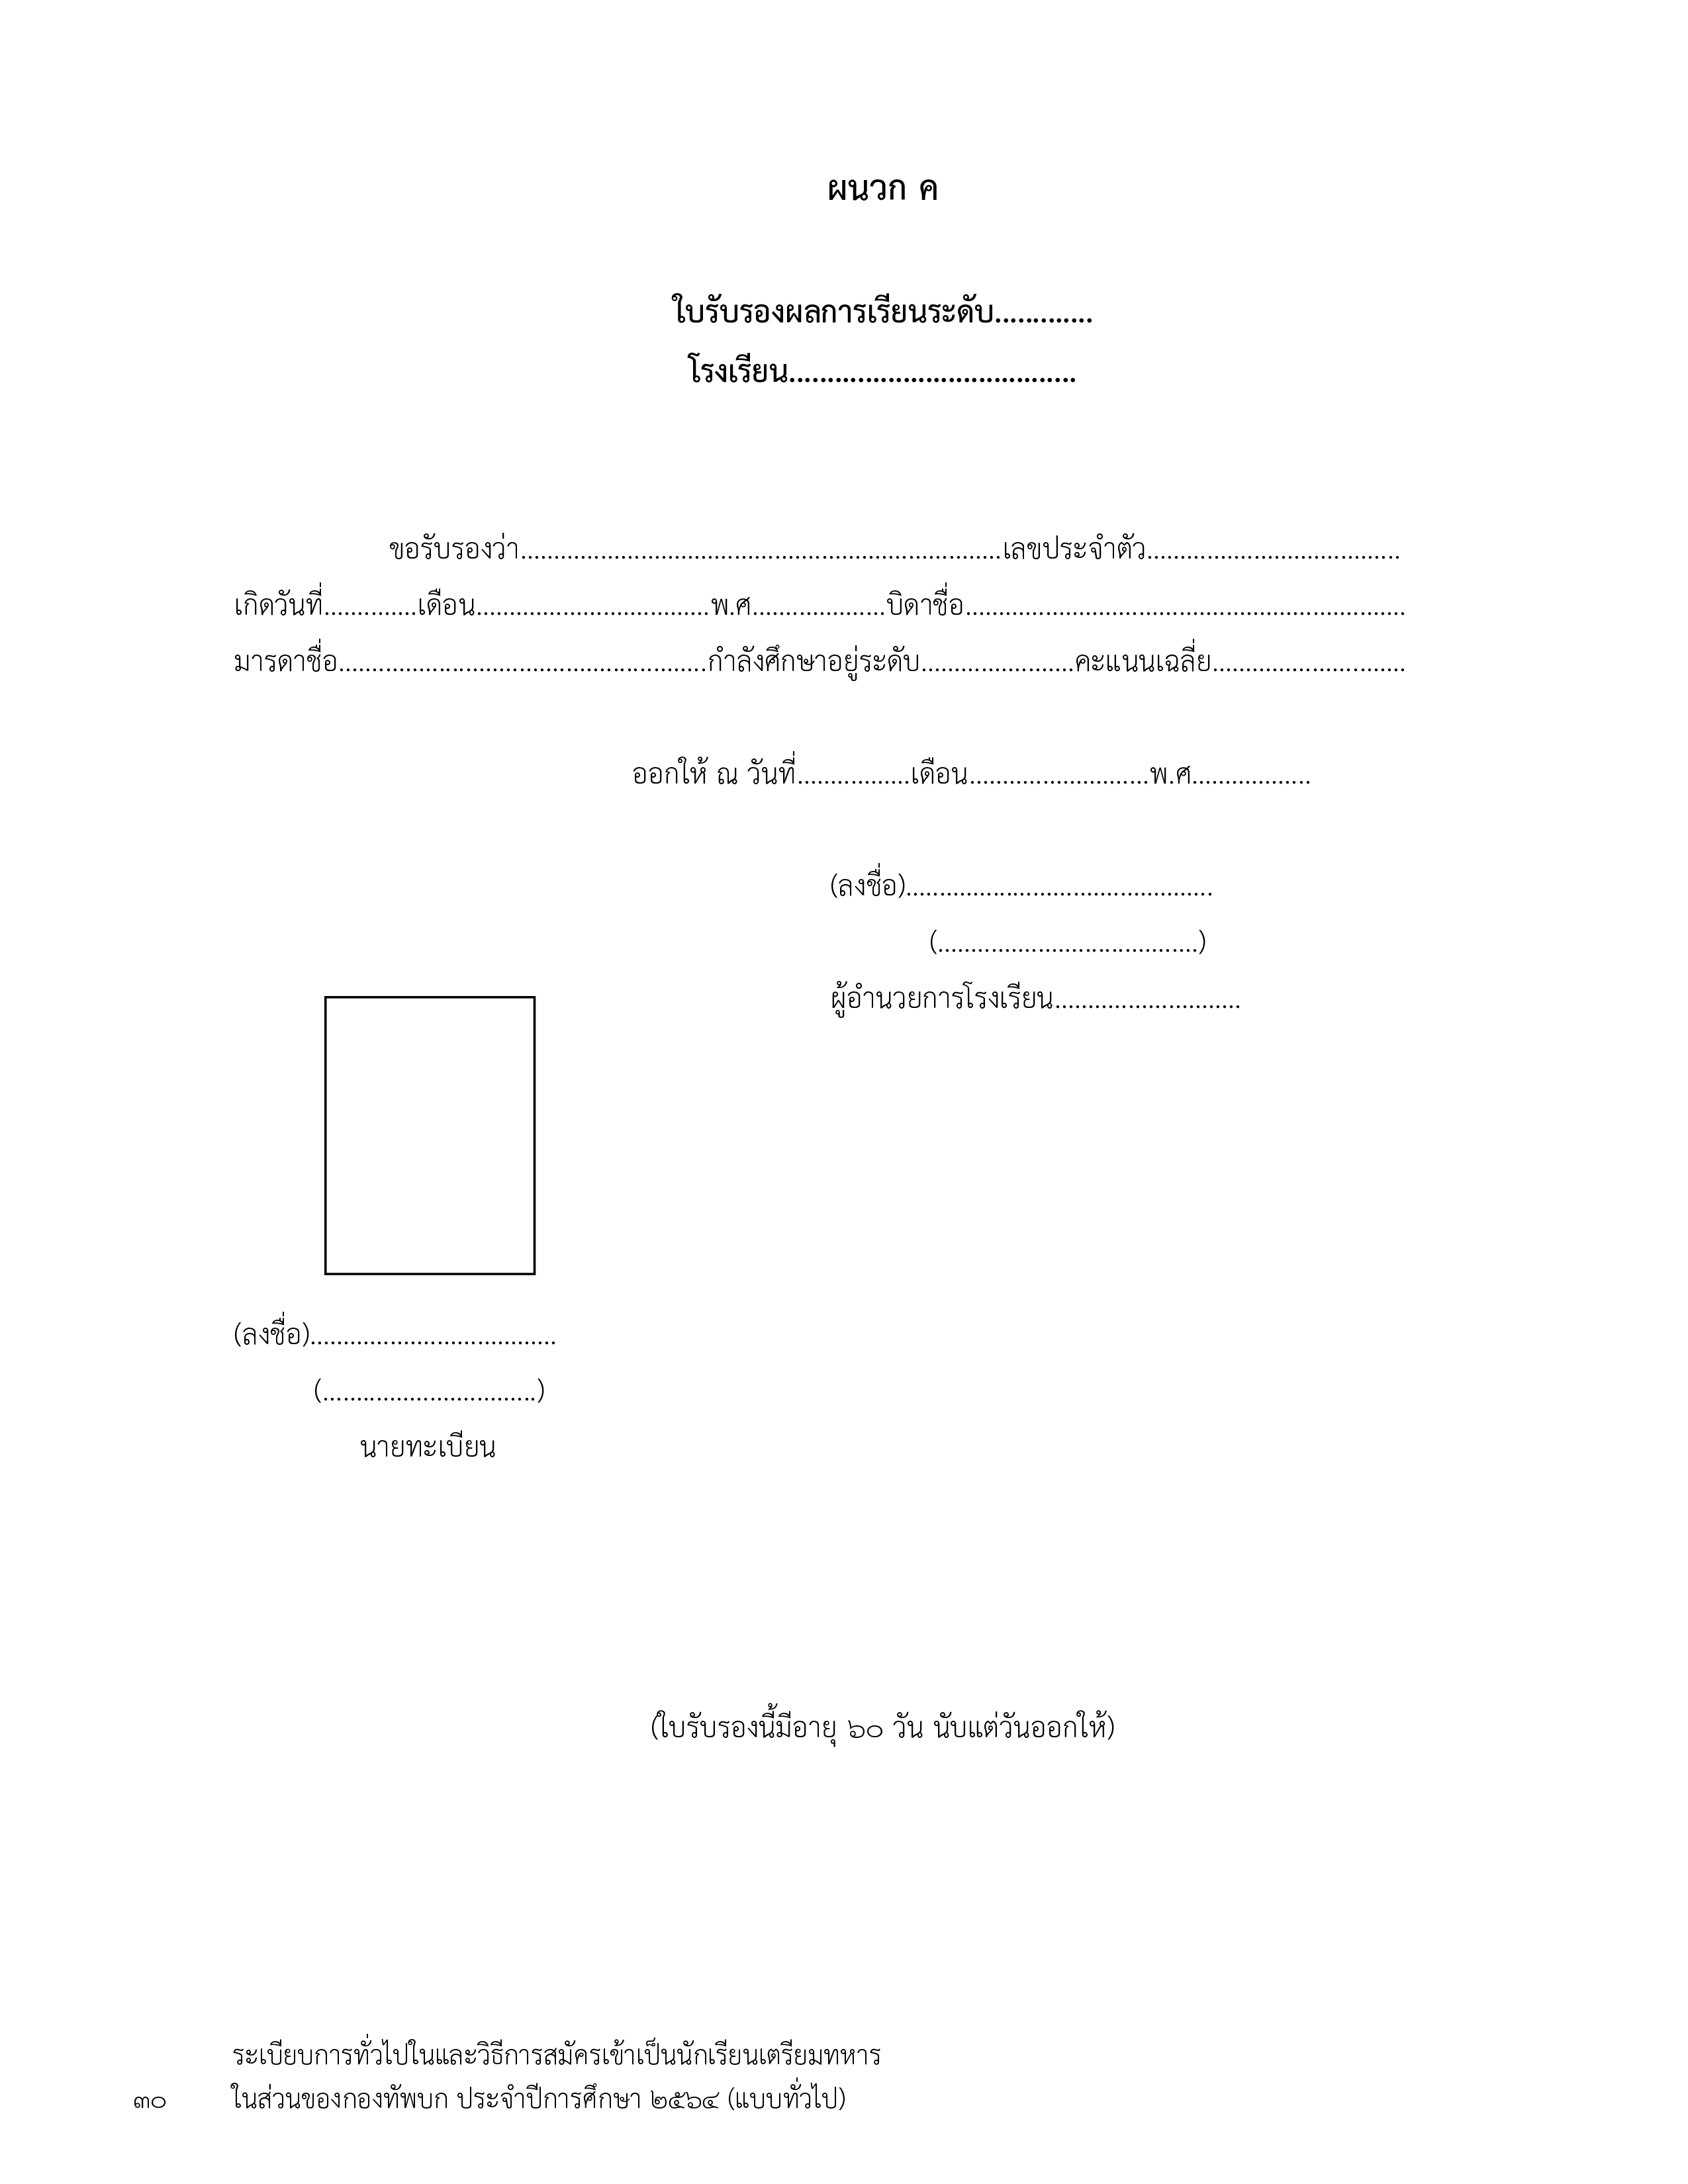 ผนวก ค
ใบรับรองผลการเรียนระดับ.............
โรงเรียน......................................
ขอรับรองว่า........................................................................เลขประจำตัว......................................
เกิดวันที่..............เดือน...................................พ.ศ....................บิดาชื่อ..................................................................
มารดาชื่อ.......................................................กำลังศึกษาอยู่ระดับ.......................คะแนนเฉลี่ย.............................
ออกให้ ณ วันที่.................เดือน...........................พ.ศ..................
(ลงชื่อ)..............................................
(.......................................)
ผู้อำนวยการโรงเรียน............................
(ลงชื่อ).....................................
(................................)
นายทะเบียน
(ใบรับรองนี้มีอายุ ๖๐ วัน นับแต่วันออกให้)
ระเบียบการทั่วไปในและวิธีการสมัครเข้าเป็นนักเรียนเตรียมทหาร
๓๐ ในส่วนของกองทัพบก ประจำปีการศึกษา ๒๕๖๔ (แบบทั่วไป)